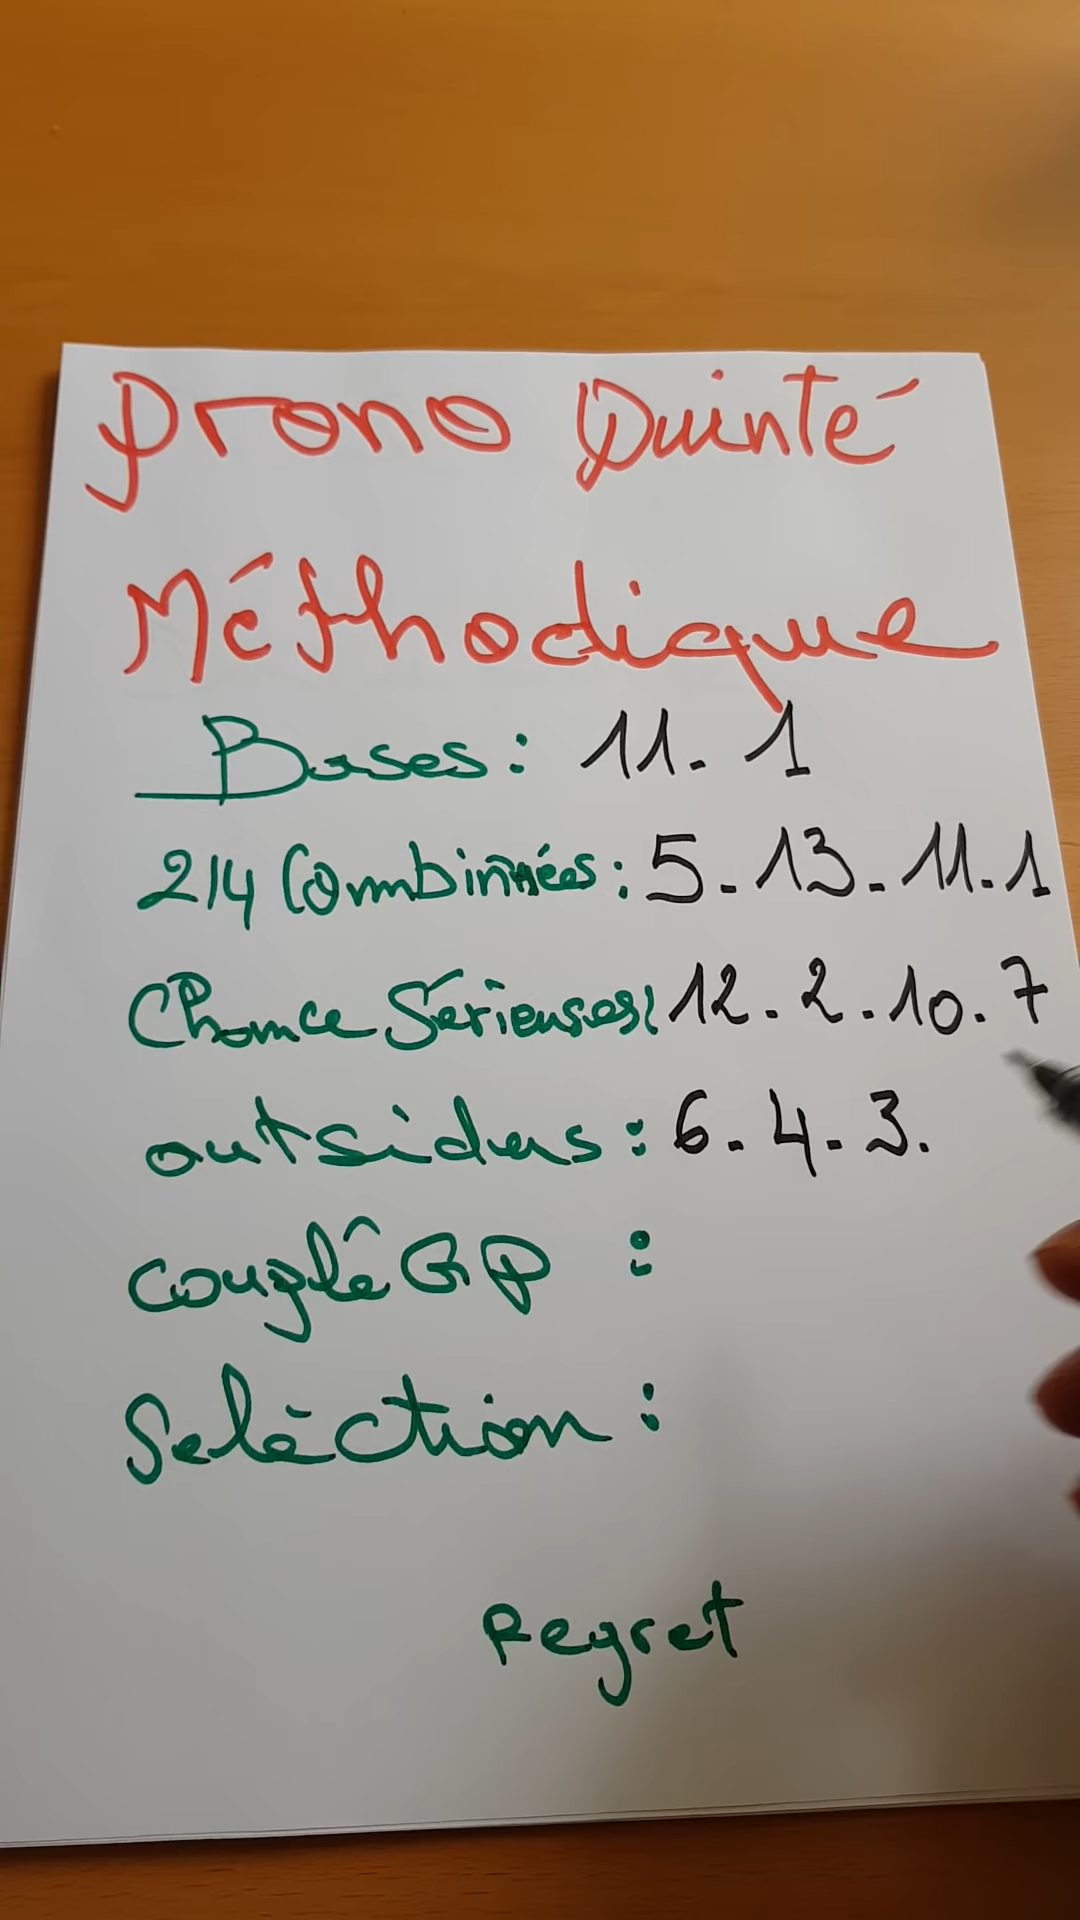 Prono Quinté
Méthodique
Bases: 11. 1
2/4 Combinées: 5. 13. 11. 1
Chance Sérieuses: 12. 2. 10. 7
outsiders: 6. 4. 3.
couplé GP :
Seléction :
Regret